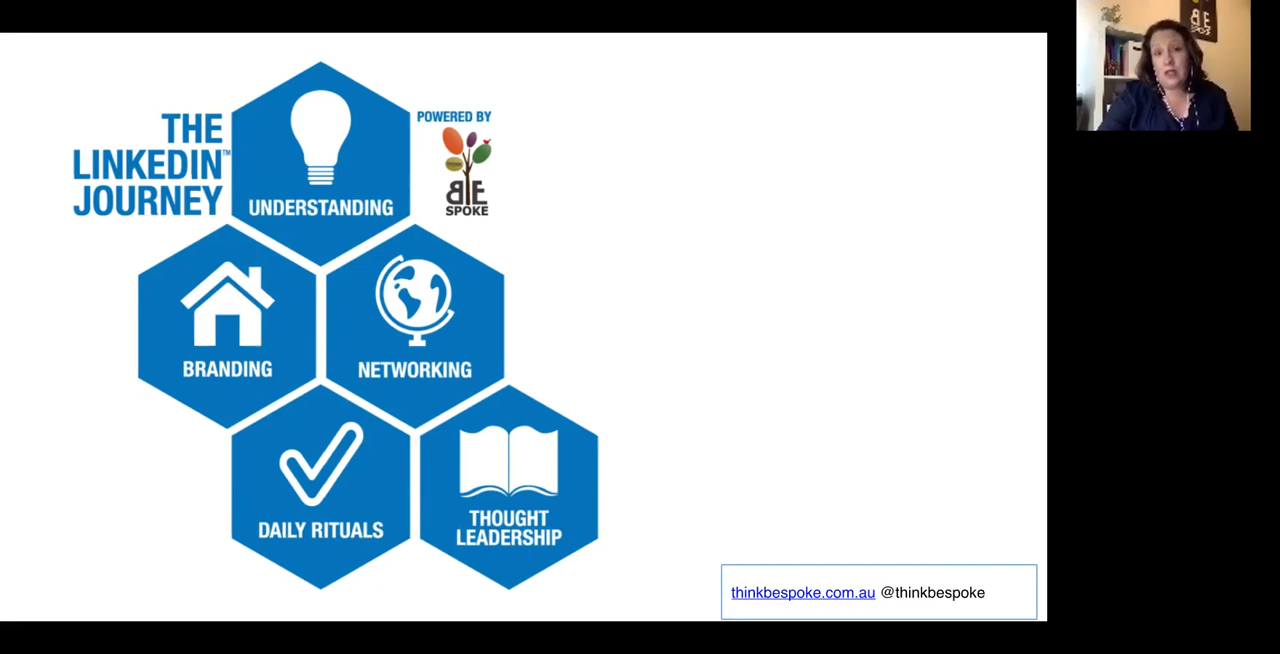 THE
LINKEDIN™
JOURNEY
UNDERSTANDING
POWERED BY
BE
SPOKE
BRANDING
NETWORKING
DAILY RITUALS
THOUGHT
LEADERSHIP
thinkbespoke.com.au @thinkbespoke